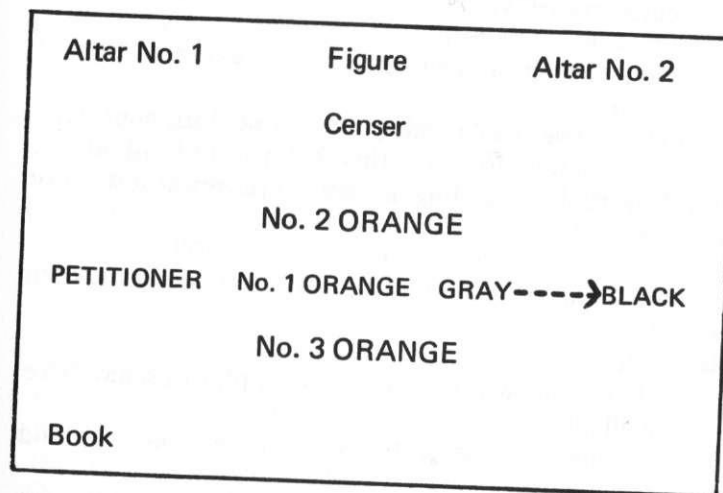 Altar No. 1 Figure Altar No. 2
Censer
No. 2 ORANGE
PETITIONER No. 1 ORANGE GRAY---->BLACK
No. 3 ORANGE
Book